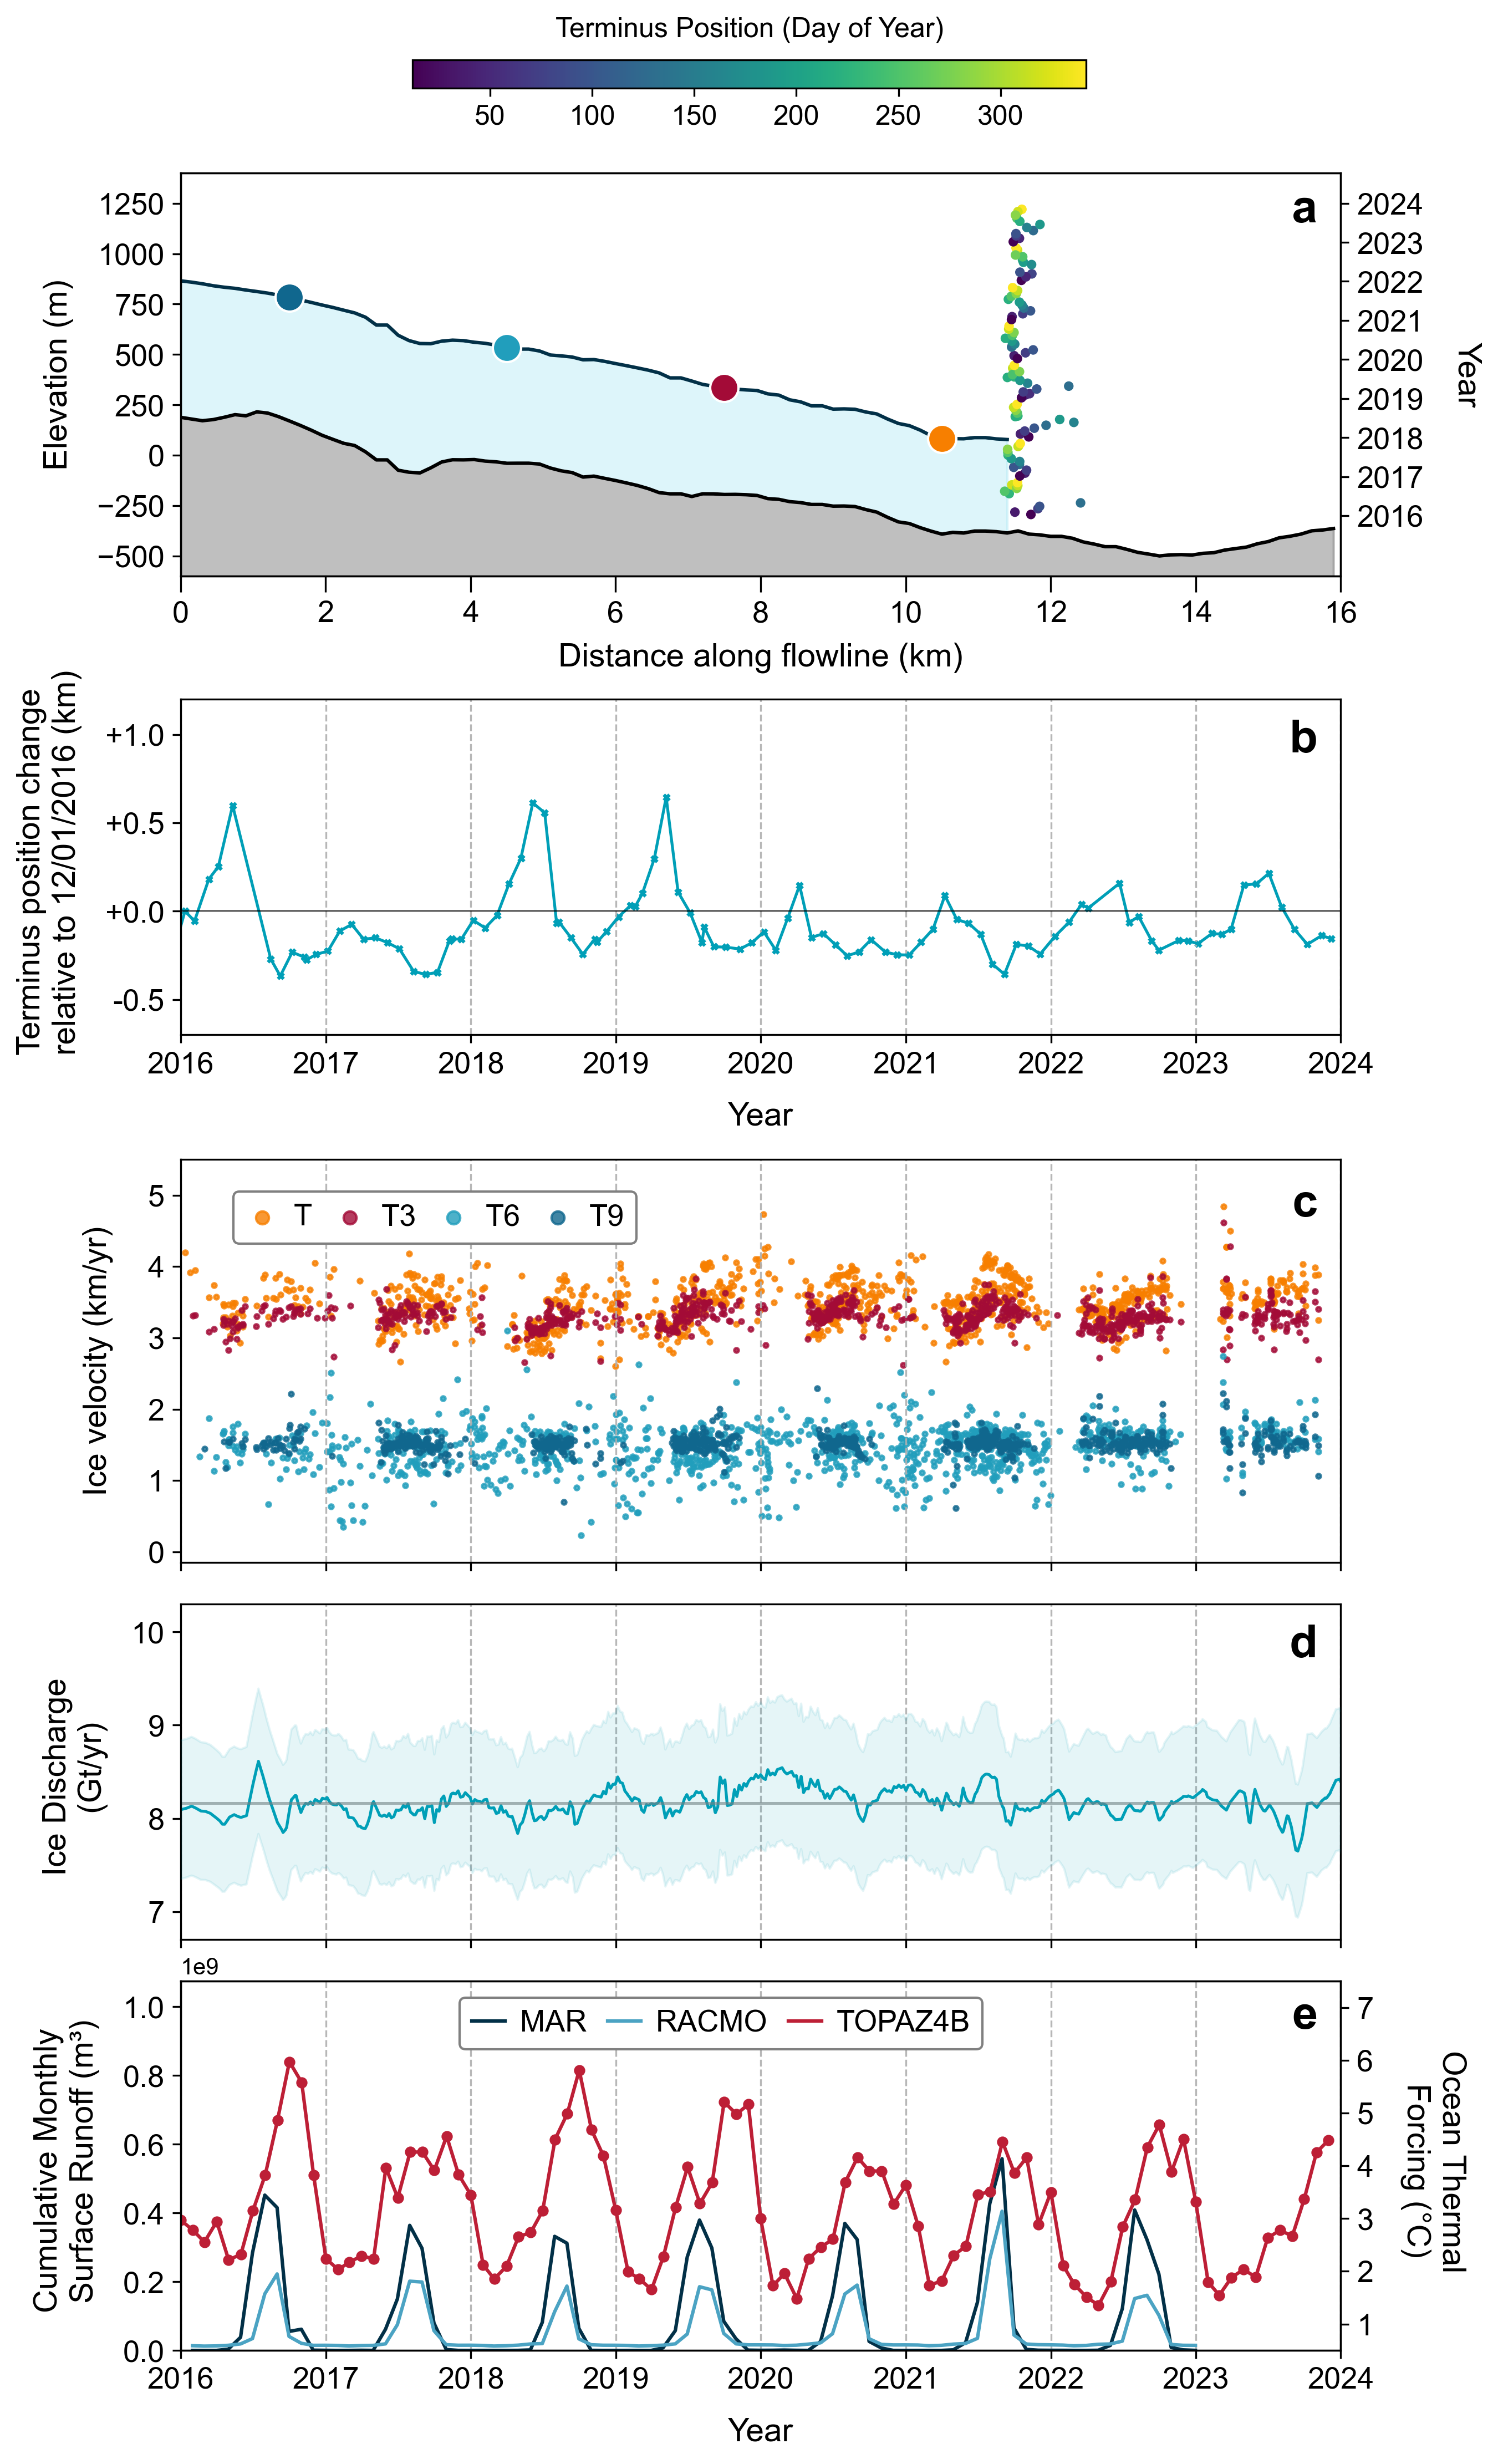 Terminus Position (Day of Year)
50 100 150 200 250 300
a
1250
1000
750
500
250
0
−250
−500
Elevation (m)
2024
2023
2022
2021
2020
2019
2018
2017
2016
Year
0 2 4 6 8 10 12 14 16
Distance along flowline (km)
b
Terminus position change
relative to 12/01/2016 (km)
+1.0
+0.5
+0.0
-0.5
2016 2017 2018 2019 2020 2021 2022 2023 2024
Year
c
T T3 T6 T9
Ice velocity (km/yr)
5
4
3
2
1
0
d
Ice Discharge
(Gt/yr)
10
9
8
7
1e9
e
MAR RACMO TOPAZ4B
Cumulative Monthly
Surface Runoff (m³)
1.0
0.8
0.6
0.4
0.2
0.0
7
6
5
4
3
2
1
Ocean Thermal
Forcing (°C)
2016 2017 2018 2019 2020 2021 2022 2023 2024
Year